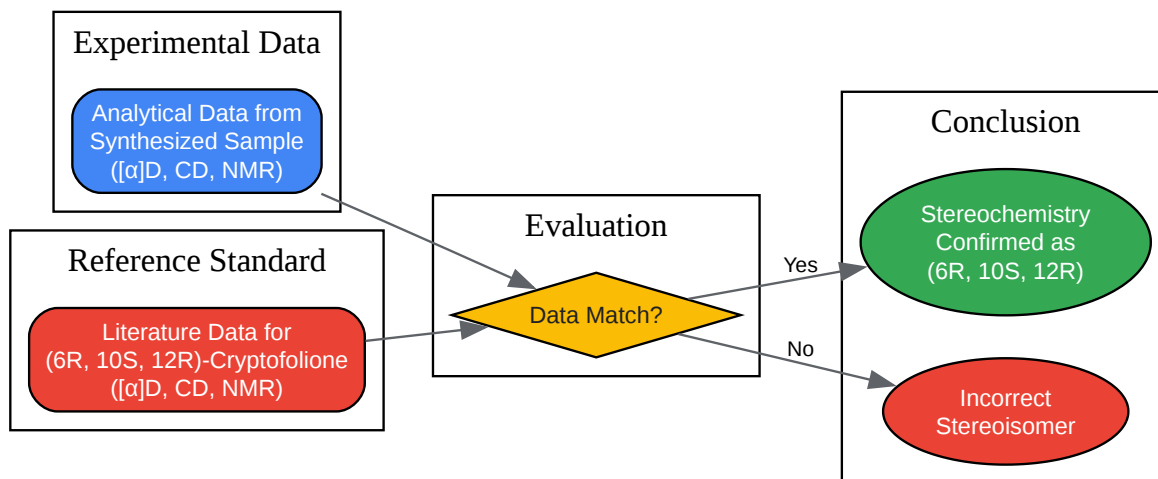 Experimental Data
Analytical Data from
Synthesized Sample
([α]D, CD, NMR)
Reference Standard
Literature Data for
(6R, 10S, 12R)-Cryptofolione
([α]D, CD, NMR)
Evaluation
Data Match?
Yes
No
Conclusion
Stereochemistry
Confirmed as
(6R, 10S, 12R)
Incorrect
Stereoisomer